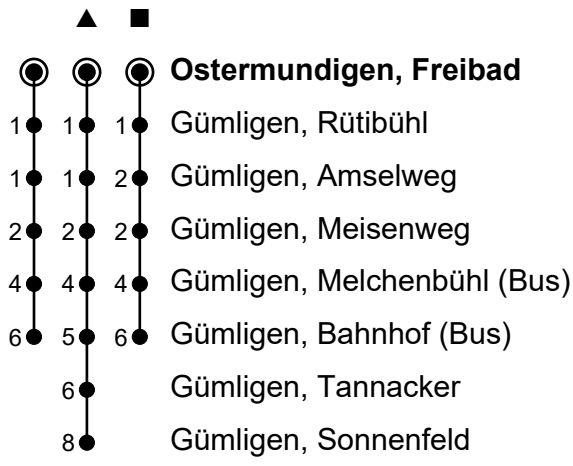 ▲ ■
Ostermundigen, Freibad
1 1 1 Gümligen, Rütibühl
1 1 2 Gümligen, Amselweg
2 2 2 Gümligen, Meisenweg
4 4 4 Gümligen, Melchenbühl (Bus)
6 5 6 Gümligen, Bahnhof (Bus)
6 Gümligen, Tannacker
8 Gümligen, Sonnenfeld